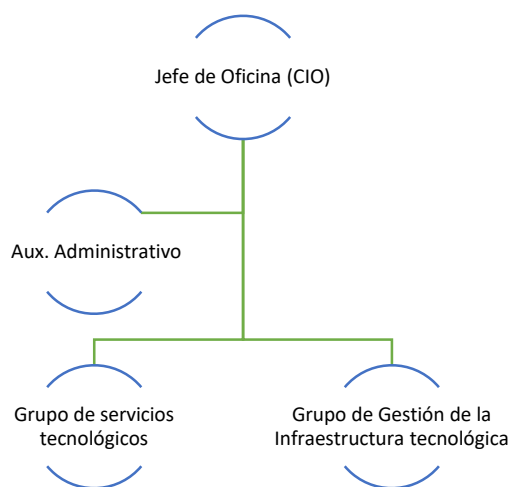 Jefe de Oficina (CIO)
Aux. Administrativo
Grupo de servicios
tecnológicos
Grupo de Gestión de la
Infraestructura tecnológica